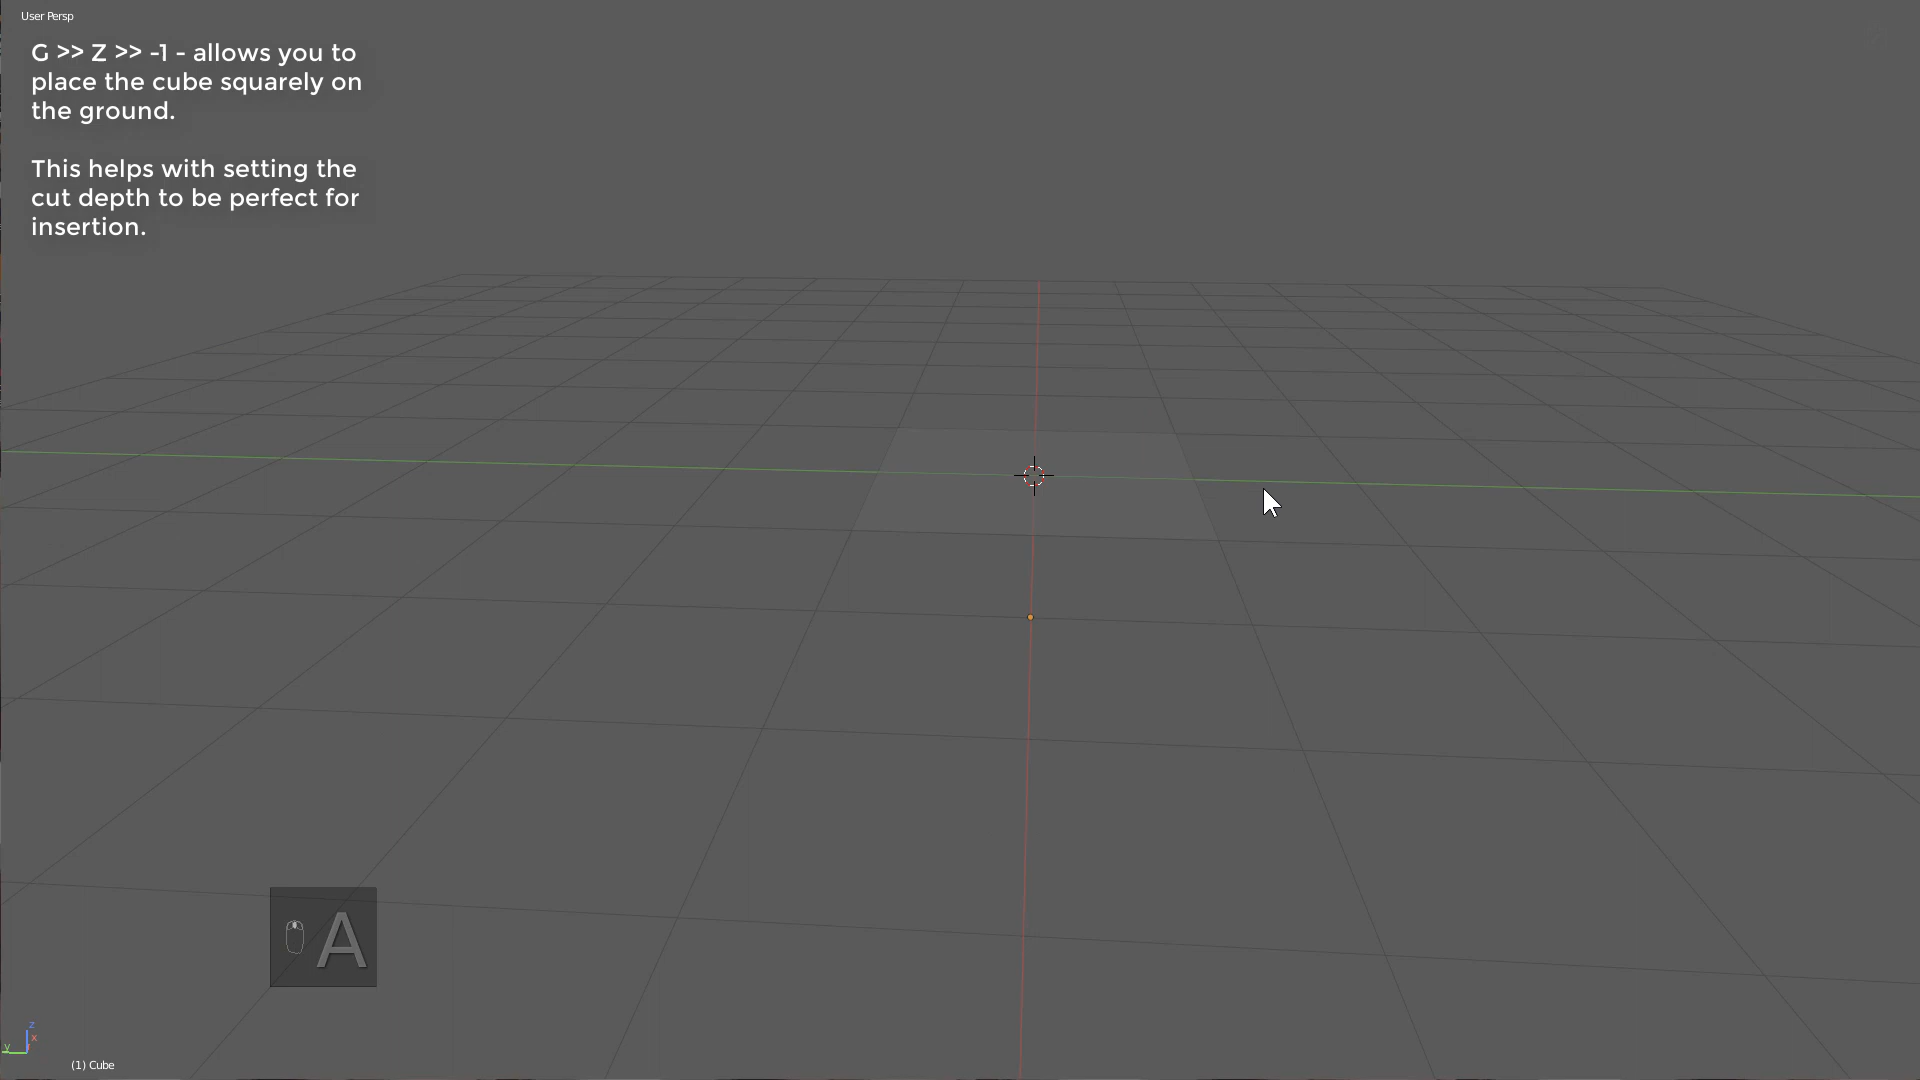 User Persp
G >> Z >> -1 - allows you to
place the cube squarely on
the ground.
This helps with setting the
cut depth to be perfect for
insertion.
A
z
x
y
(1) Cube